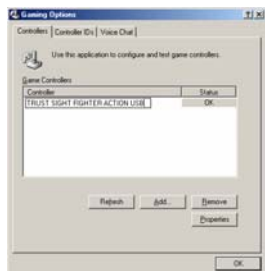 Gaming Options
Controllers Controller IDs Voice Chat
Use this application to configure and test game controllers.
Game Controllers
Controller Status
TRUST SIGHT FIGHTER ACTION USB OK
Refresh Add... Remove
Properties
OK